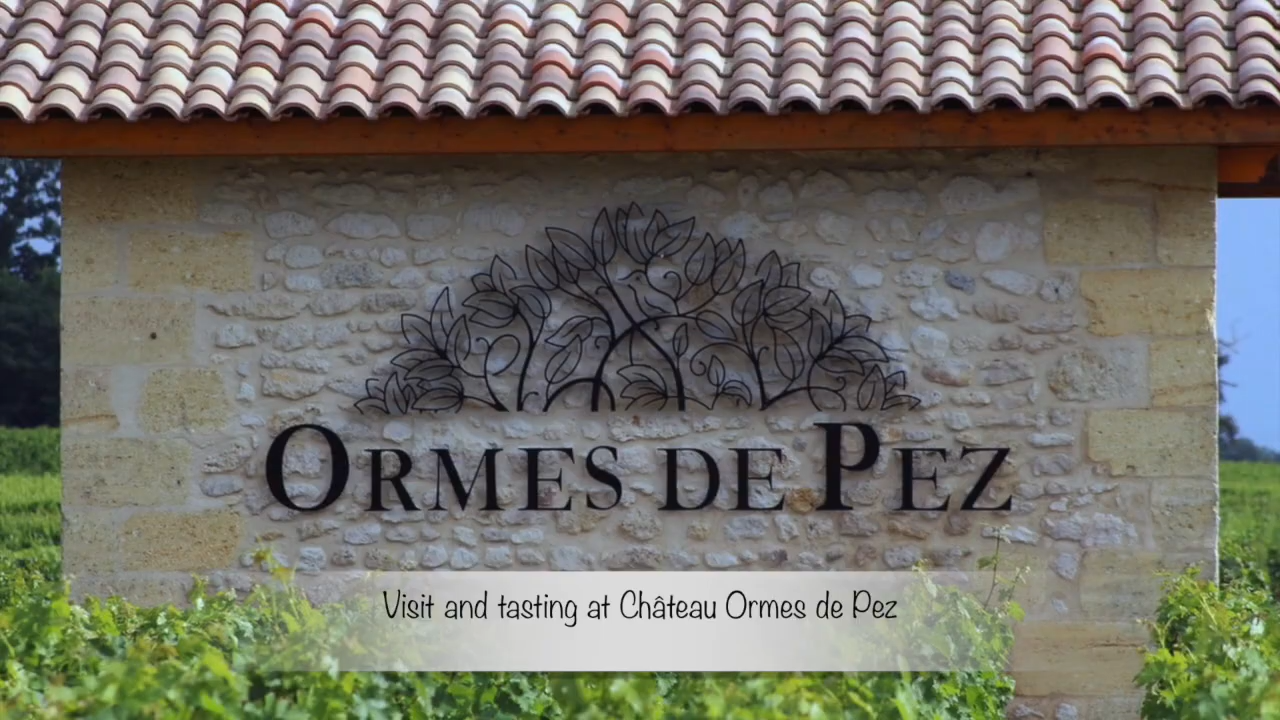 ORMES DE PEZ
Visit and tasting at Château Ormes de Pez